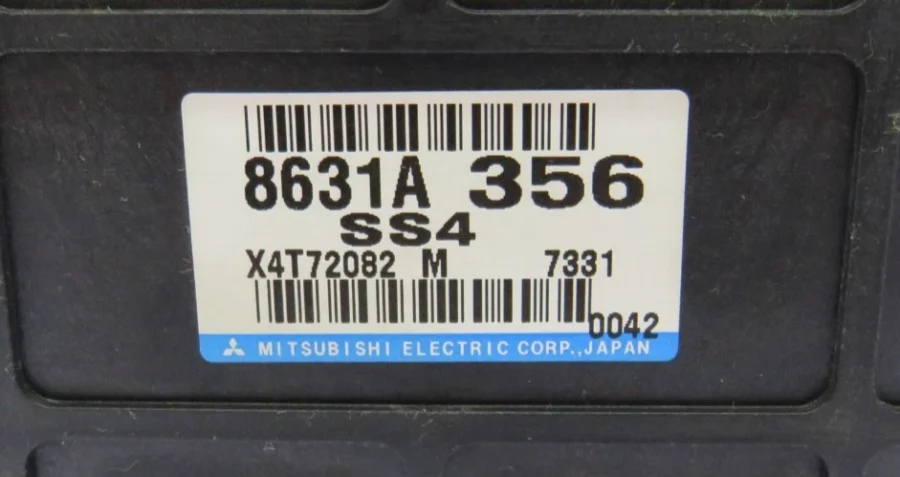 8631A 356
SS4
X4T72082 M 7331
0042
MITSUBISHI ELECTRIC CORP.,JAPAN